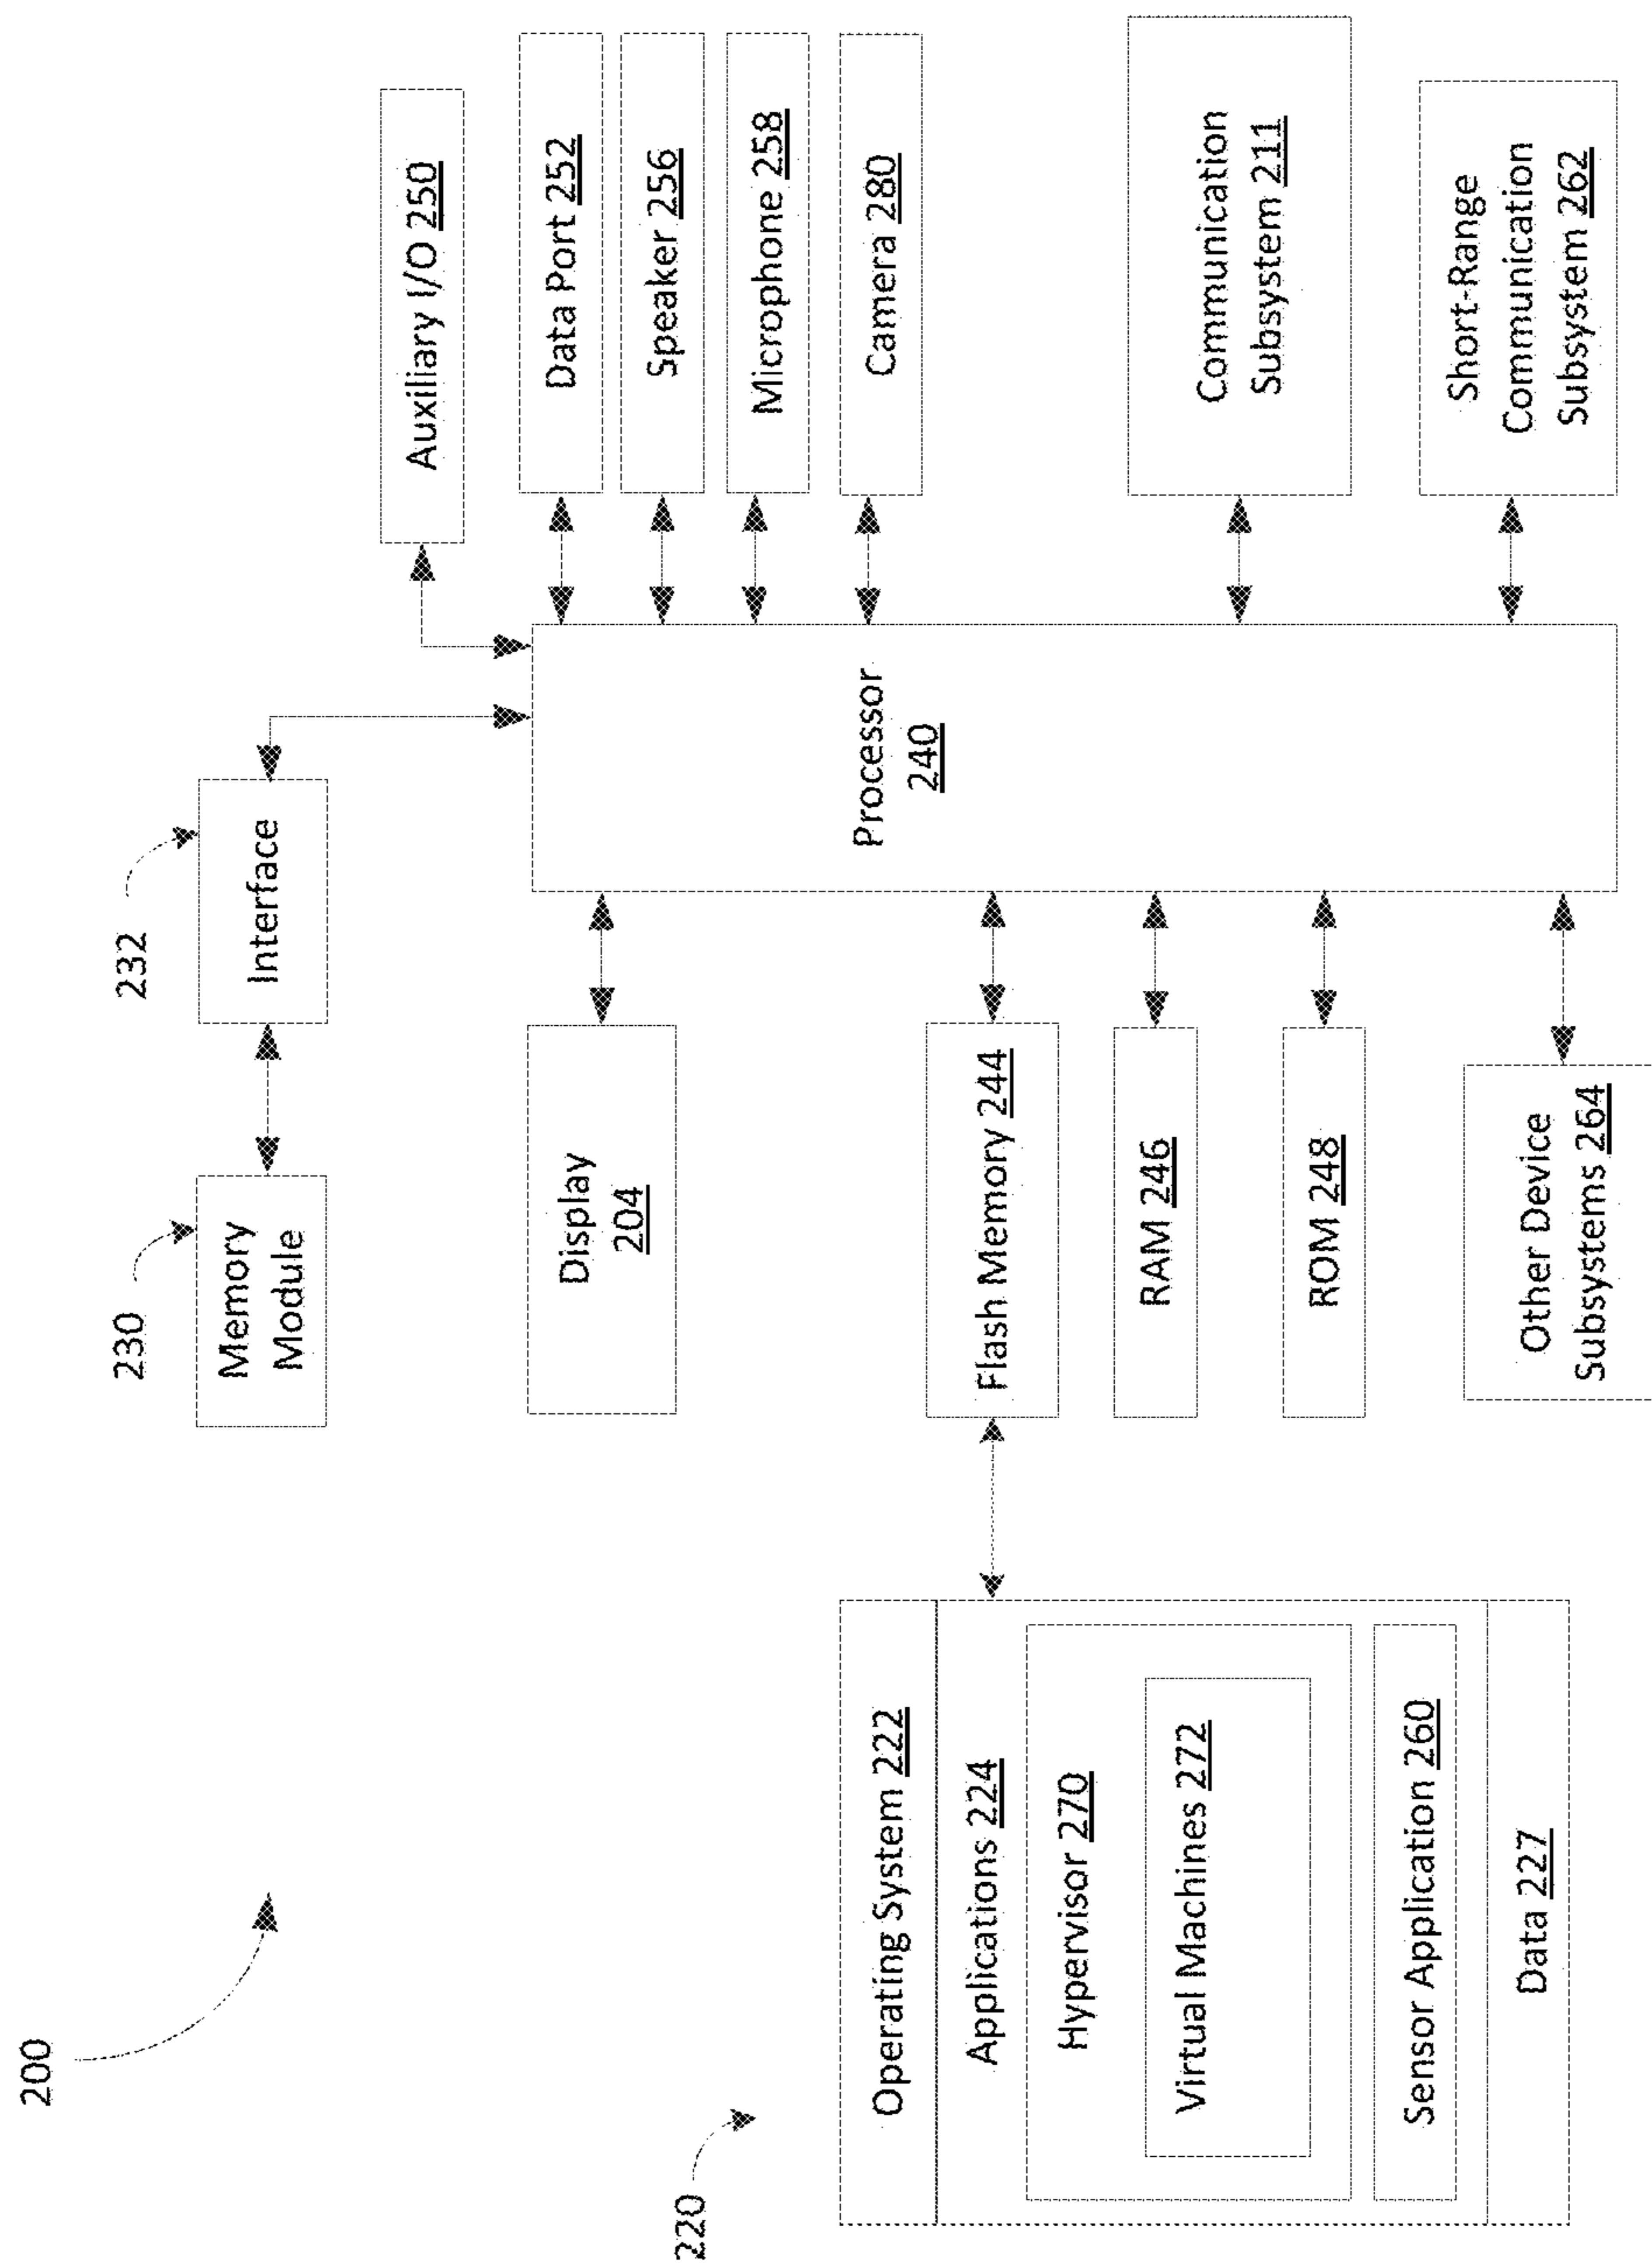 200
230
Memory
Module
232
Interface
Auxiliary I/O 250
220
Operating System 222
Applications 224
Hypervisor 270
Virtual Machines 272
Sensor Application 260
Data 227
Display
204
Flash Memory 244
RAM 246
ROM 248
Other Device
Subsystems 264
Processor
240
Data Port 252
Speaker 256
Microphone 258
Camera 280
Communication
Subsystem 211
Short-Range
Communication
Subsystem 262